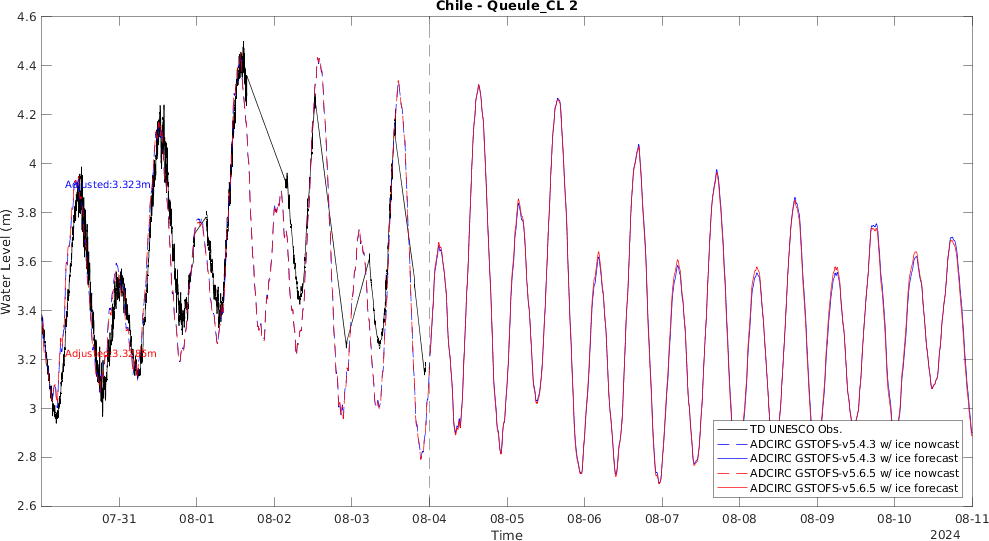 Chile - Queule_CL 2
4.6
4.4
4.2
4
3.8
3.6
3.4
3.2
3
2.8
2.6
Water Level (m)
Adjusted:3.323m
TD UNESCO Obs.
ADCIRC GSTOFS-v5.4.3 w/ ice nowcast
ADCIRC GSTOFS-v5.4.3 w/ ice forecast
ADCIRC GSTOFS-v5.6.5 w/ ice nowcast
ADCIRC GSTOFS-v5.6.5 w/ ice forecast
07-31
08-01
08-02
08-03
08-04
08-05
08-06
08-07
08-08
08-09
08-10
08-11
Time
2024